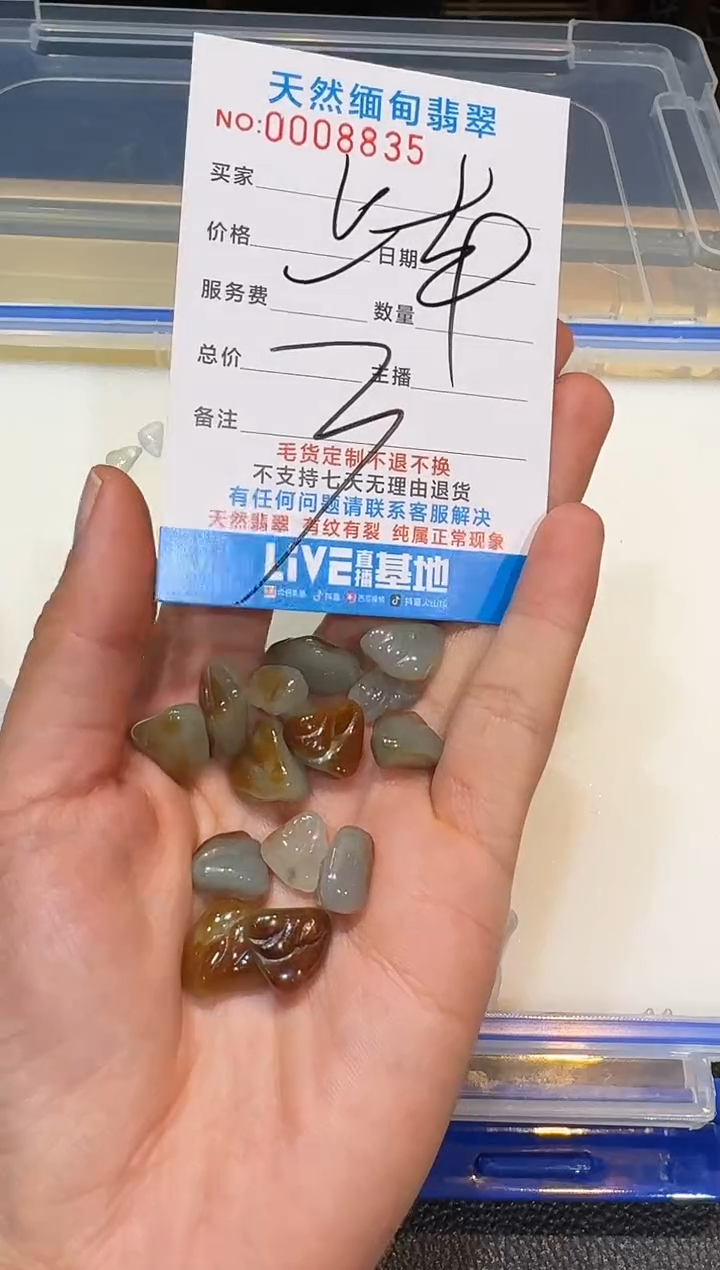 天然缅甸翡翠
NO:0008835
买家
价格 日期
服务费 数量
总价 主播
备注
毛货定制不退不换
不支持七天无理由退货
有任何问题请联系客服解决
天然翡翠 有纹有裂 纯属正常现象
LIVE直播基地